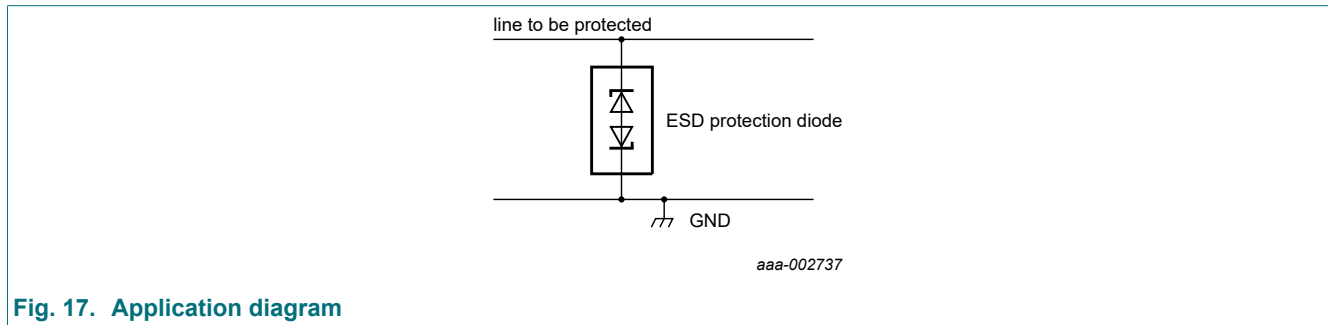 line to be protected
ESD protection diode
GND
aaa-002737
Fig. 17. Application diagram